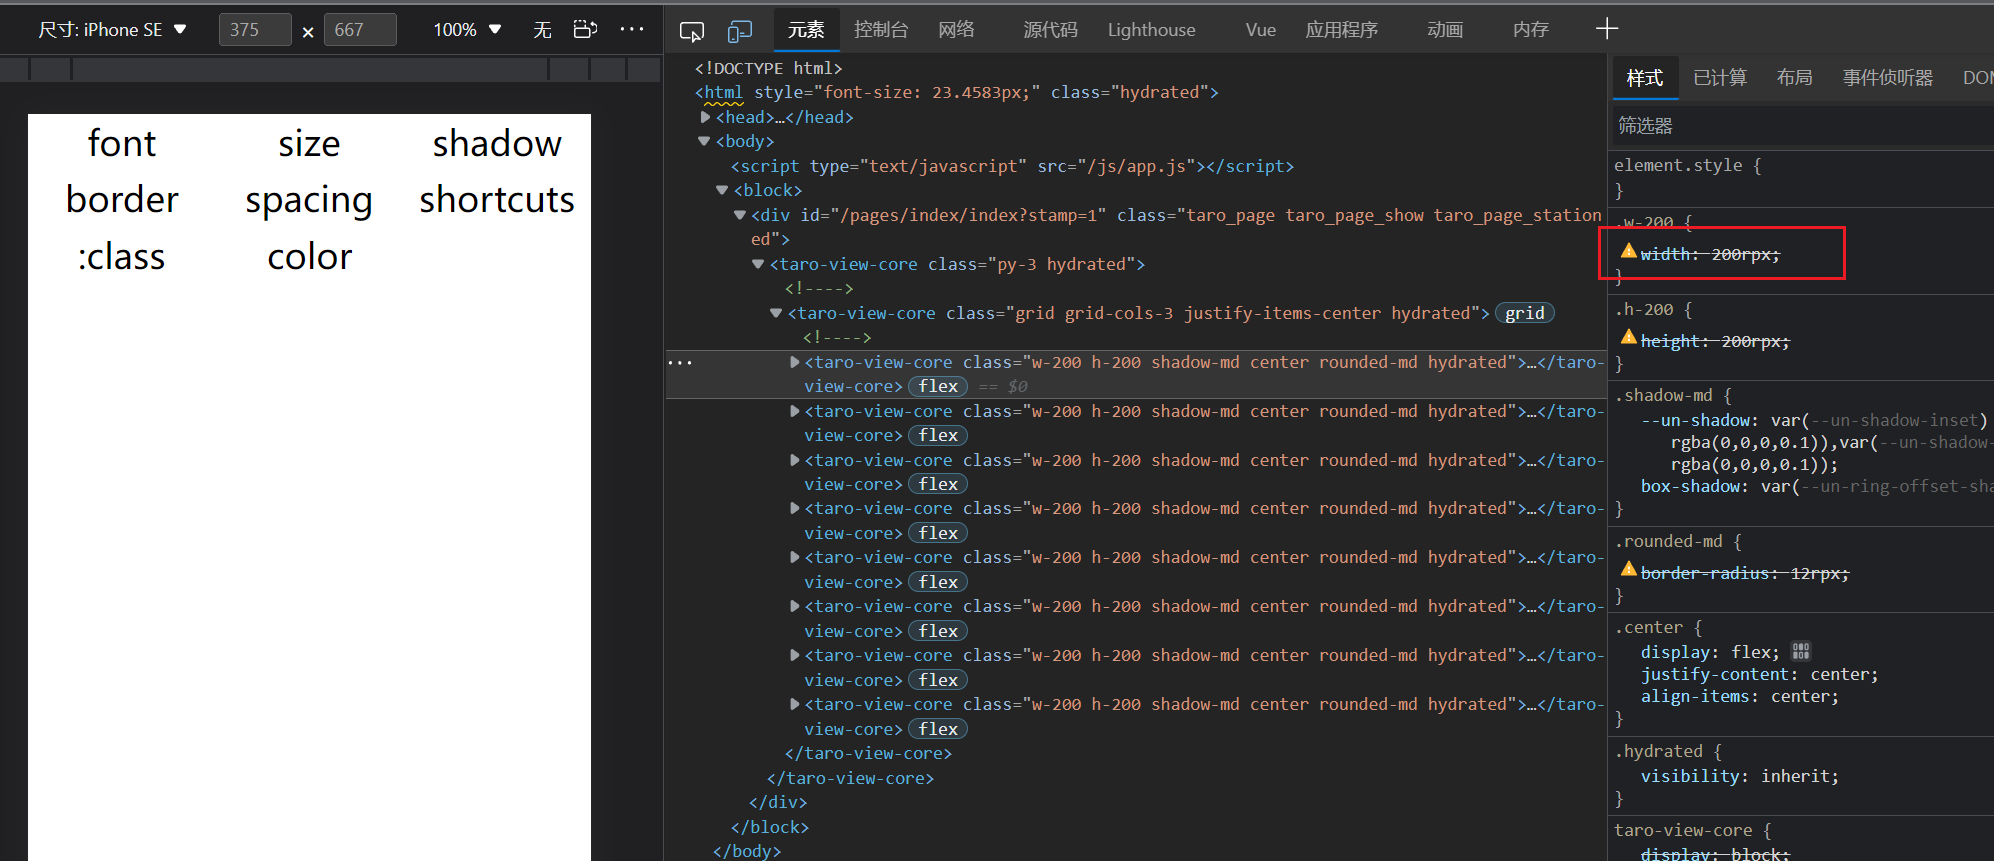 尺寸: iPhone SE ▼ 375 × 667 100% ▼ 无 ···
font size shadow
border spacing shortcuts
:class color
元素 控制台 网络 源代码 Lighthouse Vue 应用程序 动画 内存 +
<!DOCTYPE html>
<html style="font-size: 23.4583px;" class="hydrated">
▶<head>…</head>
▼<body>
<script type="text/javascript" src="/js/app.js"></script>
▼<block>
▼<div id="/pages/index/index?stamp=1" class="taro_page taro_page_show taro_page_station
ed">
▼<taro-view-core class="py-3 hydrated">
<!---->
▼<taro-view-core class="grid grid-cols-3 justify-items-center hydrated"> grid
<!---->
··· ▶<taro-view-core class="w-200 h-200 shadow-md center rounded-md hydrated">…</taro-
view-core> flex == $0
▶<taro-view-core class="w-200 h-200 shadow-md center rounded-md hydrated">…</taro-
view-core> flex
▶<taro-view-core class="w-200 h-200 shadow-md center rounded-md hydrated">…</taro-
view-core> flex
▶<taro-view-core class="w-200 h-200 shadow-md center rounded-md hydrated">…</taro-
view-core> flex
▶<taro-view-core class="w-200 h-200 shadow-md center rounded-md hydrated">…</taro-
view-core> flex
▶<taro-view-core class="w-200 h-200 shadow-md center rounded-md hydrated">…</taro-
view-core> flex
▶<taro-view-core class="w-200 h-200 shadow-md center rounded-md hydrated">…</taro-
view-core> flex
▶<taro-view-core class="w-200 h-200 shadow-md center rounded-md hydrated">…</taro-
view-core> flex
</taro-view-core>
</taro-view-core>
</div>
</block>
</body>
样式 已计算 布局 事件侦听器 DOM
筛选器
element.style {
}
.w-200 {
width: 200rpx;
}
.h-200 {
height: 200rpx;
}
.shadow-md {
--un-shadow: var(--un-shadow-inset)
rgba(0,0,0,0.1)),var(--un-shadow-
rgba(0,0,0,0.1));
box-shadow: var(--un-ring-offset-sha
}
.rounded-md {
border-radius: 12rpx;
}
.center {
display: flex;
justify-content: center;
align-items: center;
}
.hydrated {
visibility: inherit;
}
taro-view-core {
display: block;